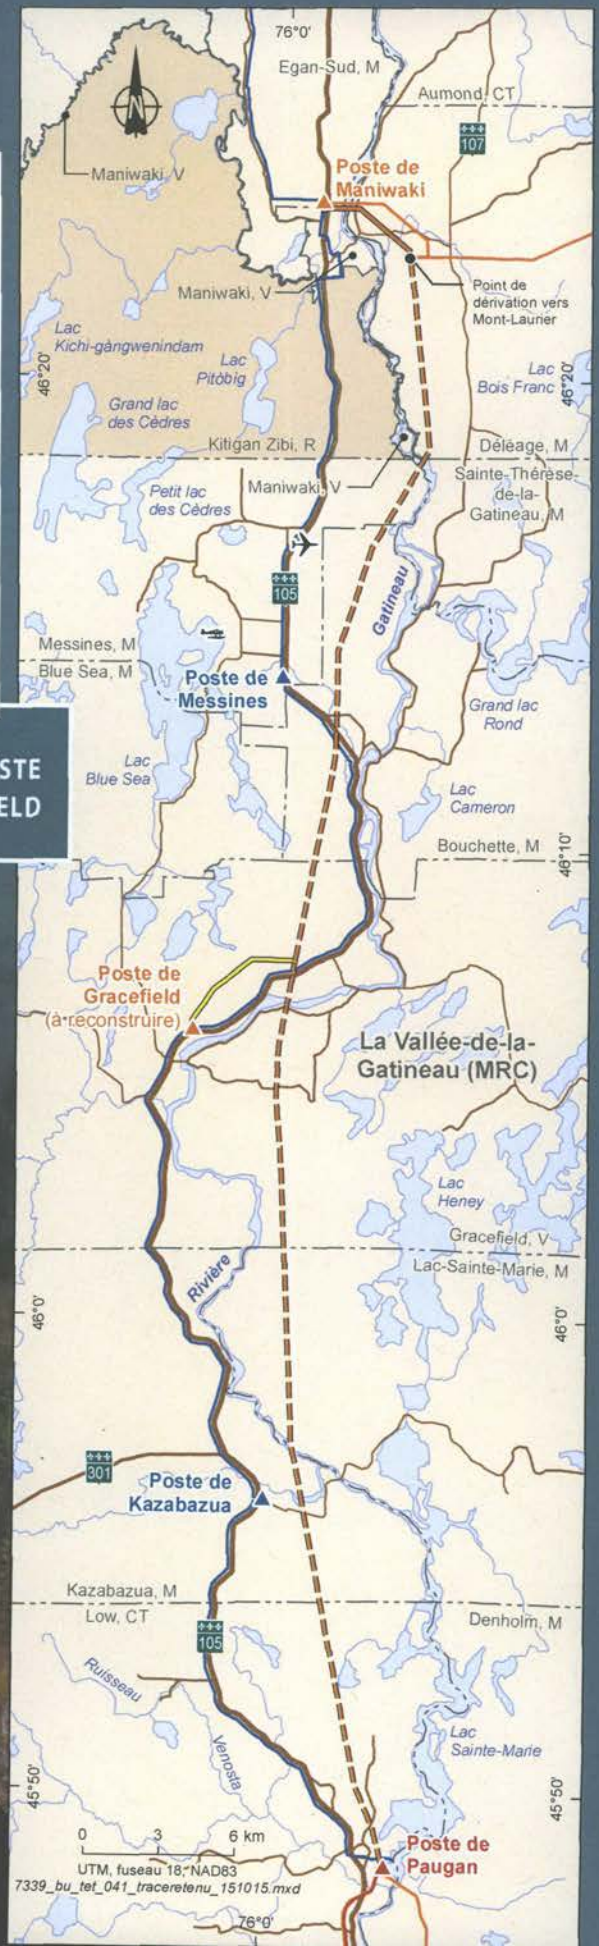 76°0'
Egan-Sud, M
Aumond, CT
107
Maniwaki, V
Poste de
Maniwaki
Maniwaki, V
Point de
dérivation vers
Mont-Laurier
Lac
Kichi-gàngwenindam
Lac
Pitòbig
46°20'
46°20'
Lac
Bois Franc
Grand lac
des Cèdres
Kitigan Zibi, R
Déléage, M
Maniwaki, V
Sainte-Thérèse-
de-la-
Gatineau, M
Petit lac
des Cèdres
105
Gatineau
Messines, M
Blue Sea, M
Poste de
Messines
Grand lac
Rond
STE
ELD
Lac
Blue Sea
Lac
Cameron
Bouchette, M
46°10'
Poste de
Gracefield
(à reconstruire)
La Vallée-de-la-
Gatineau (MRC)
Lac
Heney
Gracefield, V
Lac-Sainte-Marie, M
Rivière
46°0'
46°0'
301
Poste de
Kazabazua
Kazabazua, M
Low, CT
Denholm, M
105
Ruisseau
Venosta
Lac
Sainte-Marie
45°50'
45°50'
0 3 6 km
UTM, fuseau 18, NAD83
7339_bu_tet_041_traceretenu_151015.mxd
Poste de
Paugan
76°0'